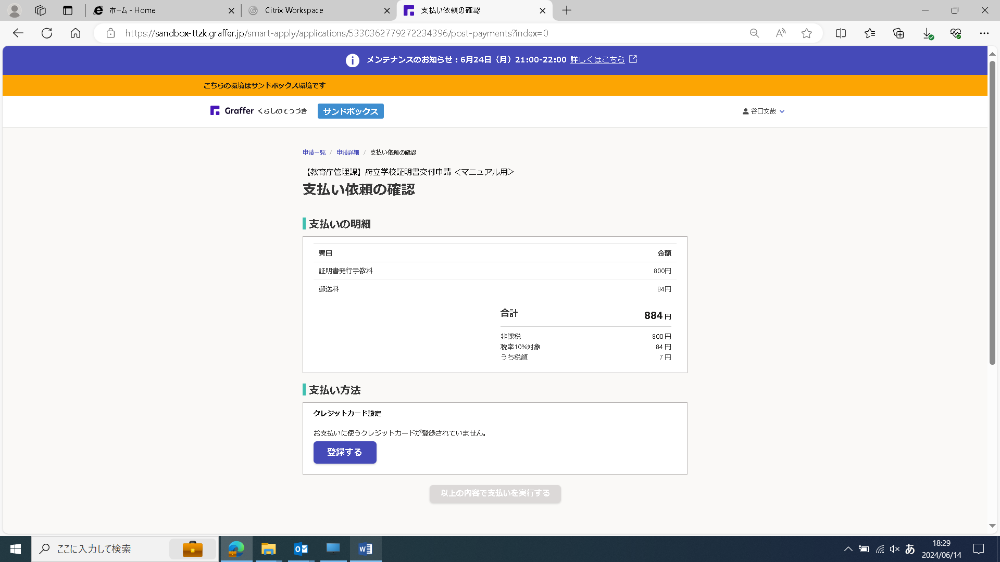 ホーム - Home
Citrix Workspace
支払い依頼の確認
https://sandbox-ttzk.graffer.jp/smart-apply/applications/5330362779272234396/post-payments?index=0
メンテナンスのお知らせ：6月24日（月）21:00-22:00 詳しくはこちら
こちらの環境はサンドボックス環境です
Graffer くらしのてつづき サンドボックス
谷口文哉
申請一覧 / 申請詳細 / 支払い依頼の確認
【教育庁管理課】府立学校証明書交付申請 ＜マニュアル用＞
支払い依頼の確認
支払いの明細
費目 金額
証明書発行手数料 800円
郵送料 84円
合計 884 円
非課税 800 円
税率10%対象 84 円
うち税額 7 円
支払い方法
クレジットカード設定
お支払いに使うクレジットカードが登録されていません。
登録する
以上の内容で支払いを実行する
ここに入力して検索
あ
18:29
2024/06/14